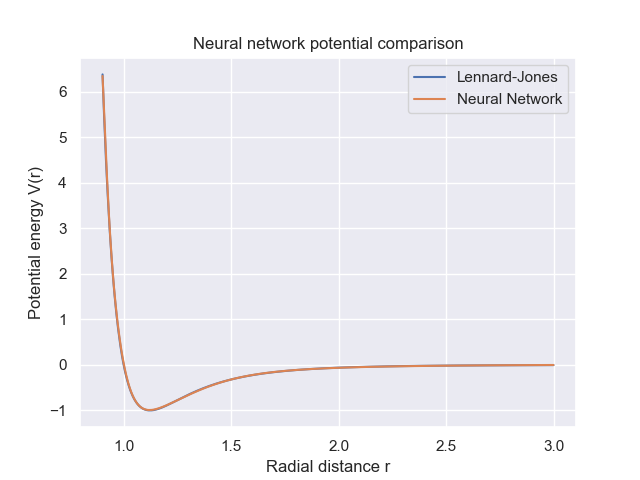 Neural network potential comparison
Lennard-Jones
Neural Network
Potential energy V(r)
6
5
4
3
2
1
0
−1
1.0 1.5 2.0 2.5 3.0
Radial distance r